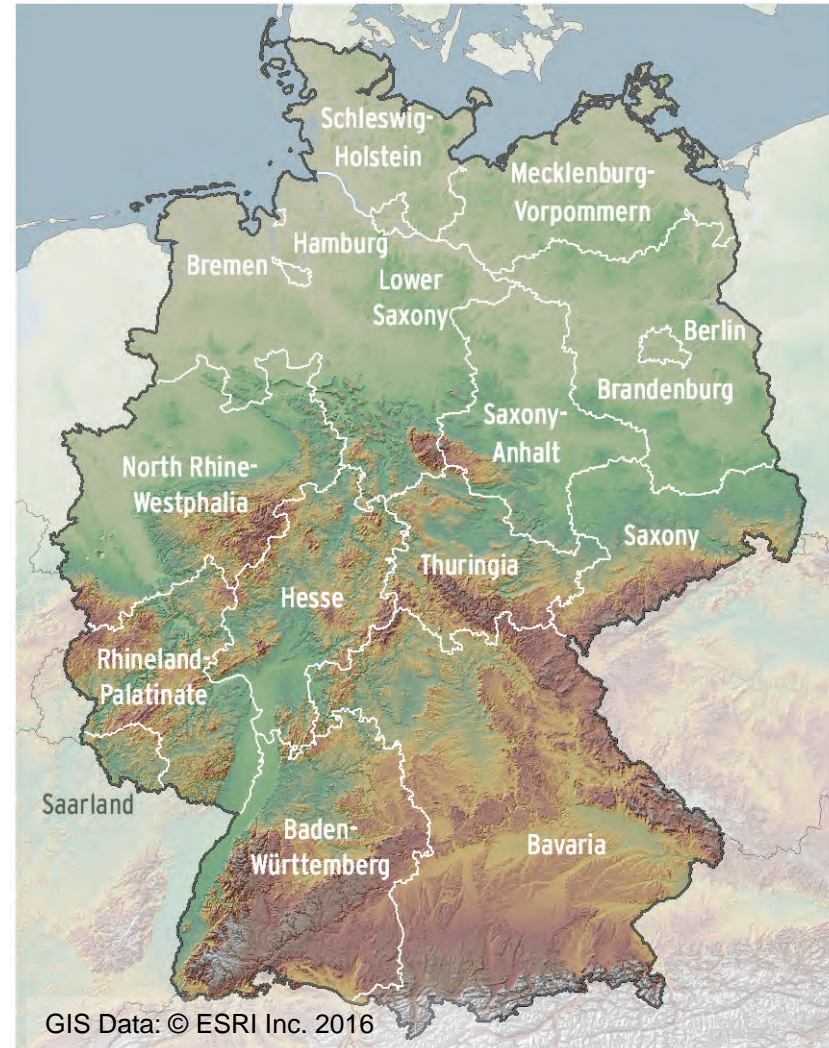 Schleswig-
Holstein
Mecklenburg-
Vorpommern
Hamburg
Bremen
Lower
Saxony
Berlin
Brandenburg
Saxony-
Anhalt
North Rhine-
Westphalia
Saxony
Thuringia
Hesse
Rhineland-
Palatinate
Saarland
Baden-
Württemberg
Bavaria
GIS Data: © ESRI Inc. 2016